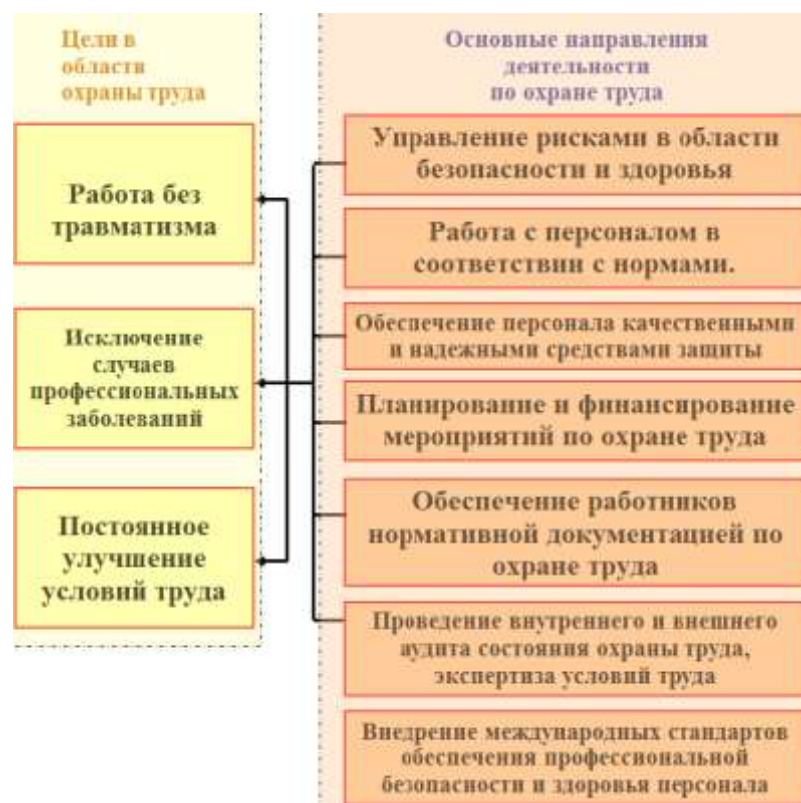 Цели в
области
охраны труда
Работа без
травматизма
Исключение
случаев
профессиональных
заболеваний
Постоянное
улучшение
условий труда
Основные направления
деятельности
по охране труда
Управление рисками в области
безопасности и здоровья
Работа с персоналом в
соответствии с нормами.
Обеспечение персонала качественными
и надежными средствами защиты
Планирование и финансирование
мероприятий по охране труда
Обеспечение работников
нормативной документацией по
охране труда
Проведение внутреннего и внешнего
аудита состояния охраны труда,
экспертиза условий труда
Внедрение международных стандартов
обеспечения профессиональной
безопасности и здоровья персонала